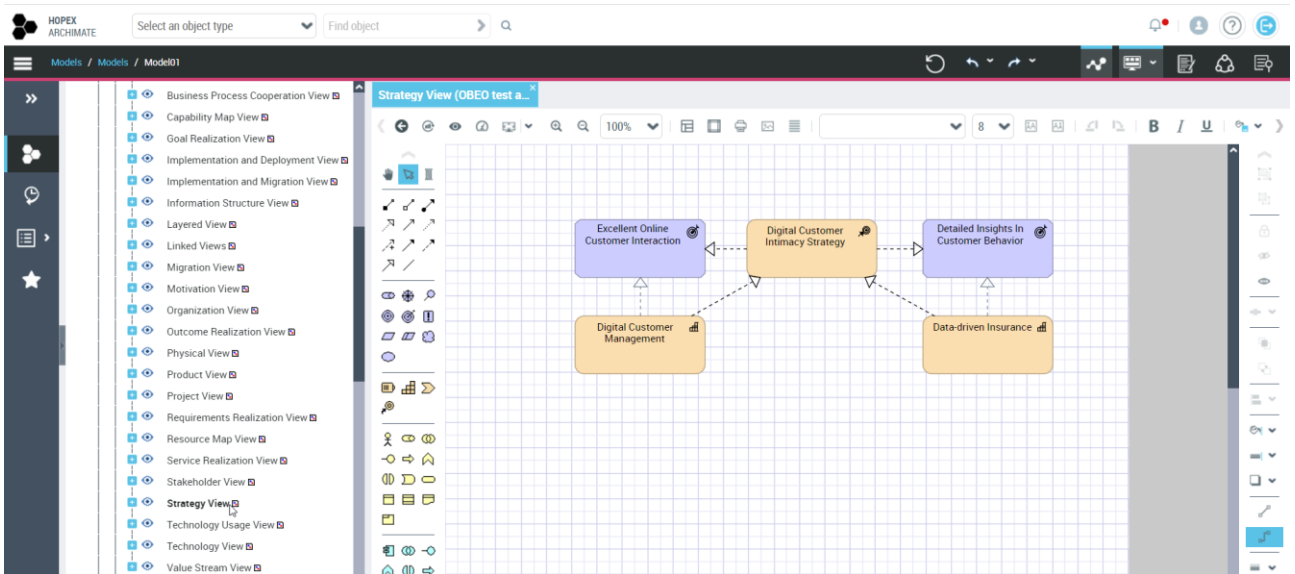 HOPEX
ARCHIMATE
Select an object type
Find object
Models / Models / Model01
Business Process Cooperation View
Capability Map View
Goal Realization View
Implementation and Deployment View
Implementation and Migration View
Information Structure View
Layered View
Linked Views
Migration View
Motivation View
Organization View
Outcome Realization View
Physical View
Product View
Project View
Requirements Realization View
Resource Map View
Service Realization View
Stakeholder View
Strategy View
Technology Usage View
Technology View
Value Stream View
Strategy View (OBEO test a...
100%
8
B I U
Excellent Online
Customer Interaction
Digital Customer
Intimacy Strategy
Detailed Insights In
Customer Behavior
Digital Customer
Management
Data-driven Insurance